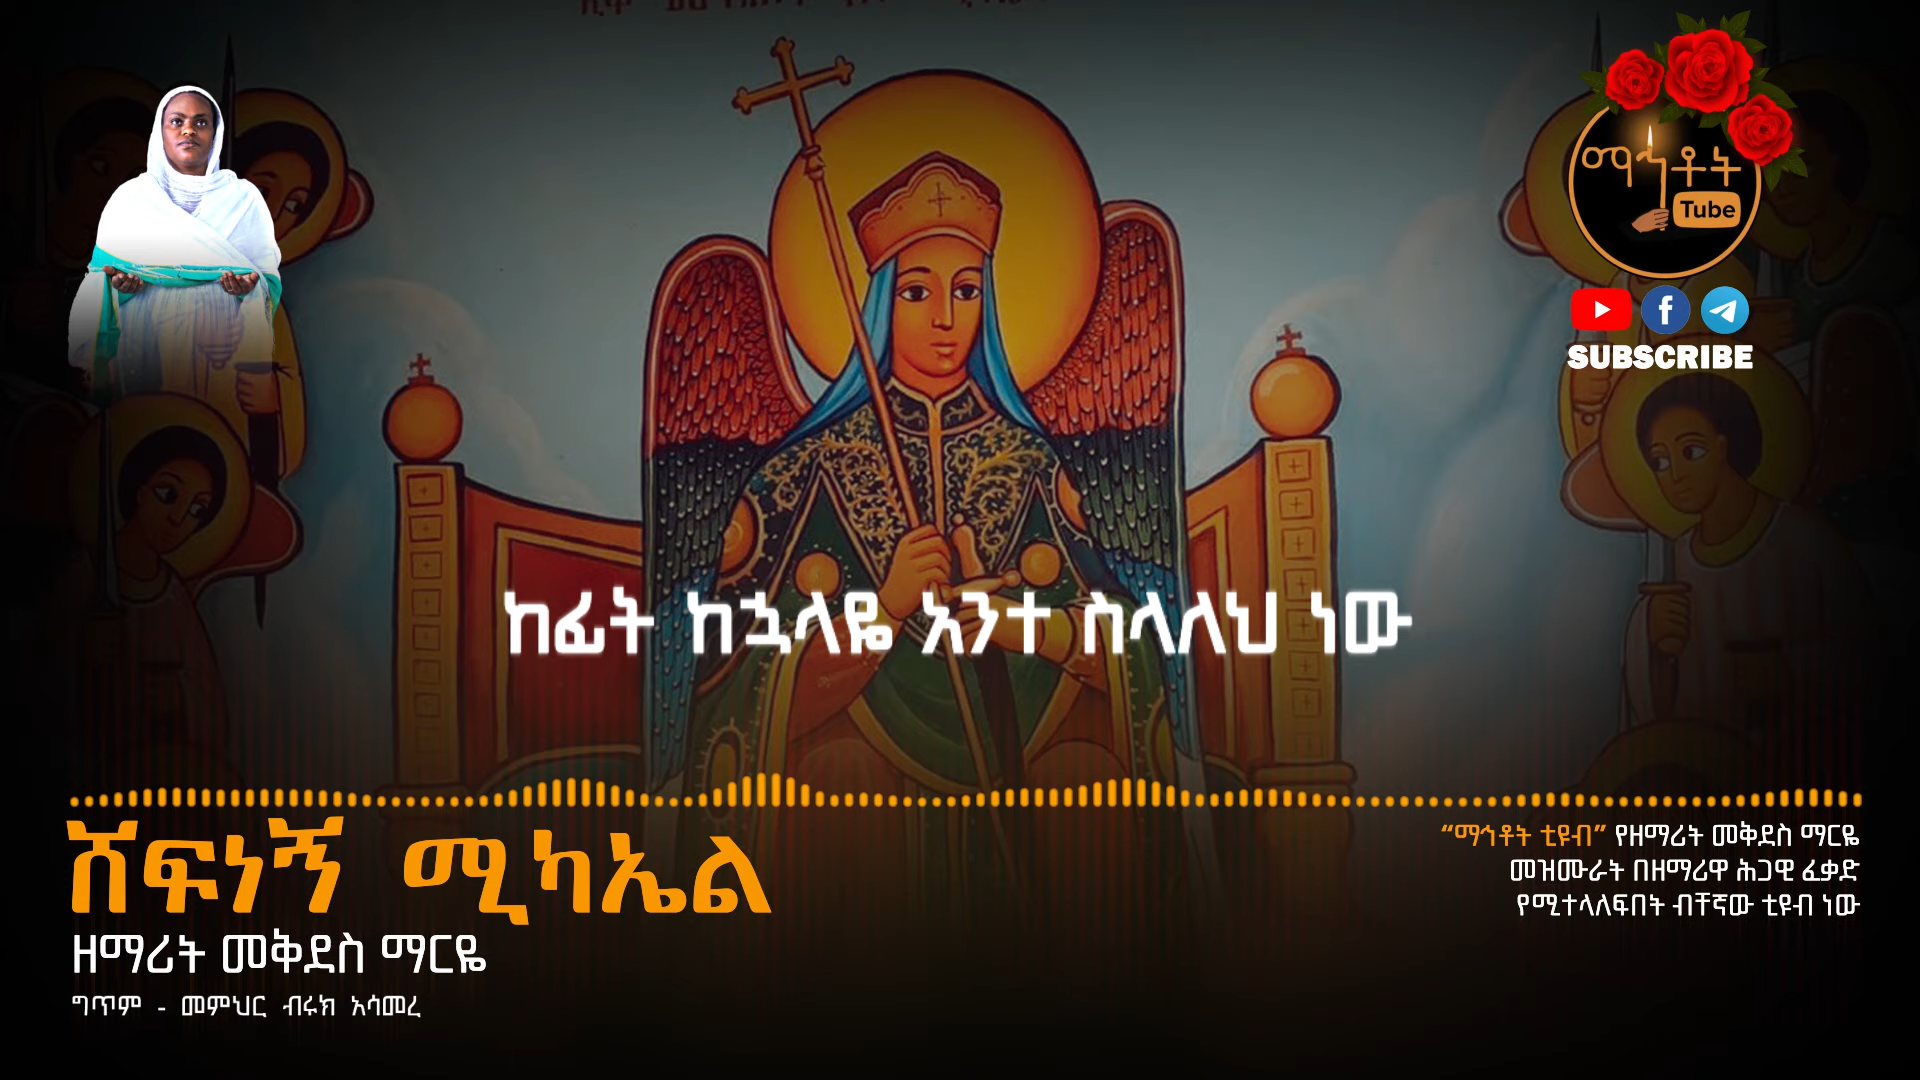 ማኅቶት
Tube
SUBSCRIBE
ከፊት ከኋላዬ አንተ ስላለህ ነው
ሸፍነኝ ሚካኤል
ዘማሪት መቅደስ ማርዬ
ግጥም - መምህር ብሩክ አሳመረ
“ማኅቶት ቲዩብ” የዘማሪት መቅደስ ማርዬ
መዝሙራት በዘማሪዋ ሕጋዊ ፈቃድ
የሚተላለፍበት ብቸኛው ቲዩብ ነው